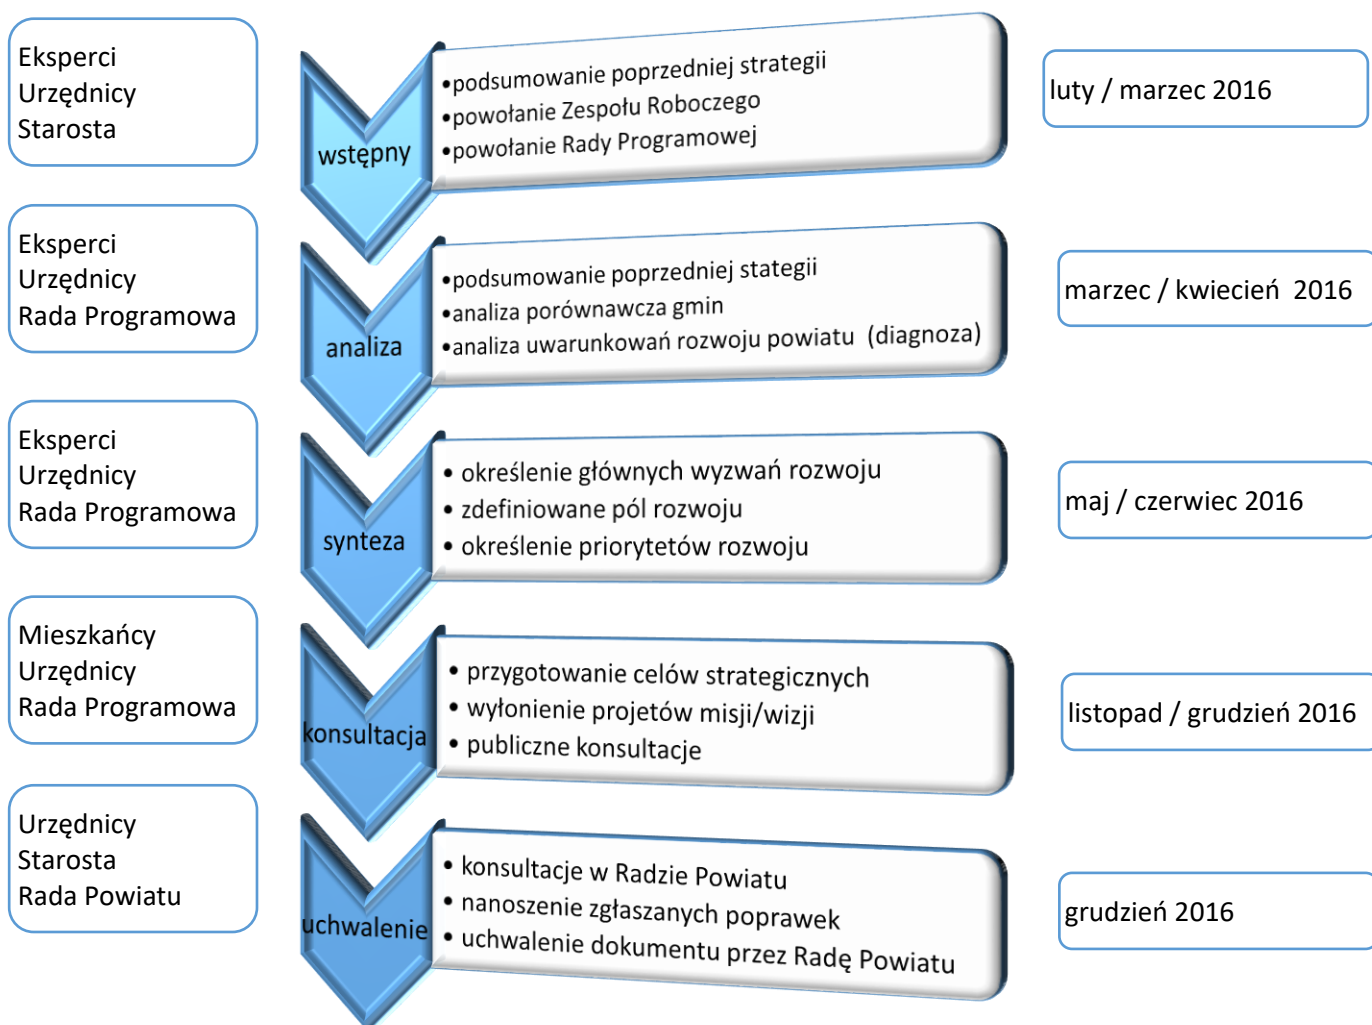 Eksperci
Urzędnicy
Starosta
wstępny
•podsumowanie poprzedniej strategii
•powołanie Zespołu Roboczego
•powołanie Rady Programowej
luty / marzec 2016
Eksperci
Urzędnicy
Rada Programowa
analiza
•podsumowanie poprzedniej stategii
•analiza porównawcza gmin
•analiza uwarunkowań rozwoju powiatu (diagnoza)
marzec / kwiecień 2016
Eksperci
Urzędnicy
Rada Programowa
synteza
• określenie głównych wyzwań rozwoju
• zdefiniowane pól rozwoju
• określenie priorytetów rozwoju
maj / czerwiec 2016
Mieszkańcy
Urzędnicy
Rada Programowa
konsultacja
• przygotowanie celów strategicznych
• wyłonienie projetów misji/wizji
• publiczne konsultacje
listopad / grudzień 2016
Urzędnicy
Starosta
Rada Powiatu
uchwalenie
• konsultacje w Radzie Powiatu
• nanoszenie zgłaszanych poprawek
• uchwalenie dokumentu przez Radę Powiatu
grudzień 2016